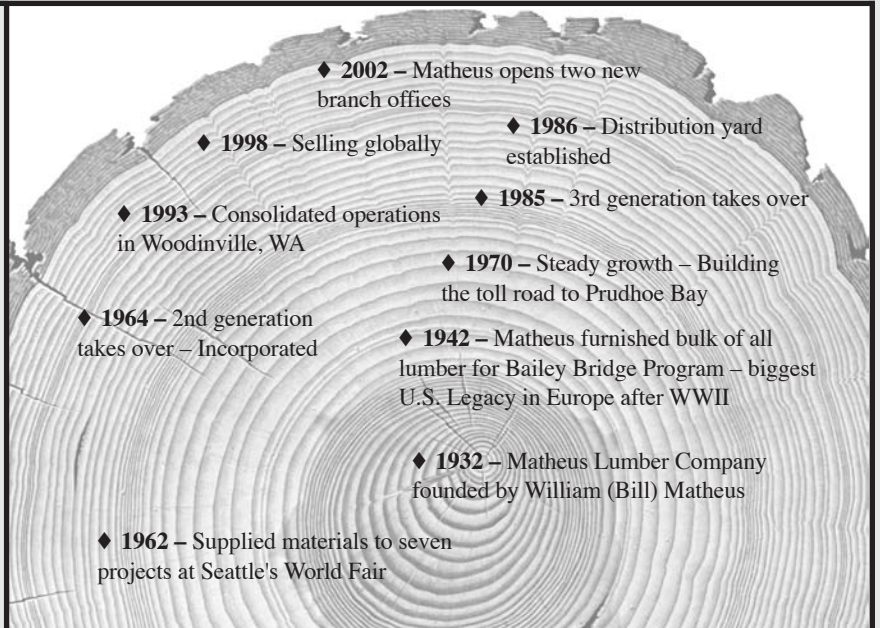 ♦ 2002 – Matheus opens two new
branch offices
♦ 1998 – Selling globally
♦ 1986 – Distribution yard
established
♦ 1993 – Consolidated operations
in Woodinville, WA
♦ 1985 – 3rd generation takes over
♦ 1970 – Steady growth – Building
the toll road to Prudhoe Bay
♦ 1964 – 2nd generation
takes over – Incorporated
♦ 1942 – Matheus furnished bulk of all
lumber for Bailey Bridge Program – biggest
U.S. Legacy in Europe after WWII
♦ 1932 – Matheus Lumber Company
founded by William (Bill) Matheus
♦ 1962 – Supplied materials to seven
projects at Seattle's World Fair